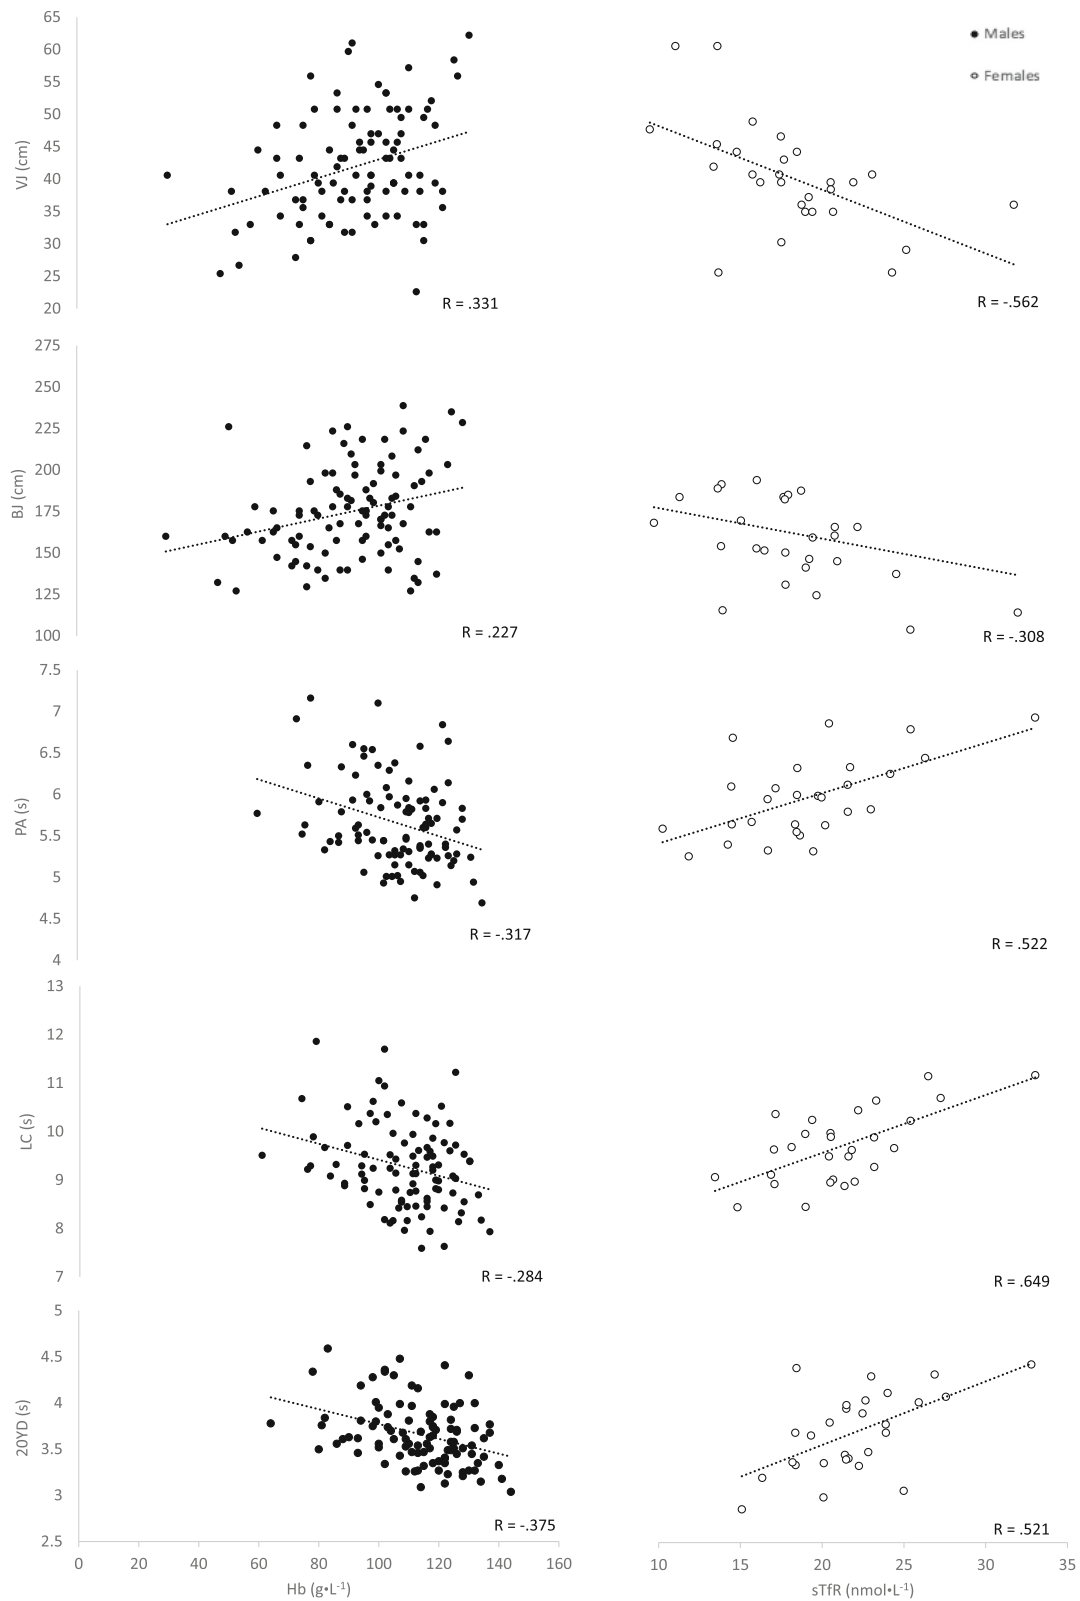 65
60
55
50
45
40
35
30
25
20
VJ (cm)
Males
Females
R = .331
R = -.562
275
250
225
200
175
150
125
100
BJ (cm)
R = .227
R = -.308
7.5
7
6.5
6
5.5
5
4.5
4
PA (s)
R = -.317
R = .522
13
12
11
10
9
8
7
LC (s)
R = -.284
R = .649
5
4.5
4
3.5
3
2.5
20YD (s)
R = -.375
R = .521
0 20 40 60 80 100 120 140 160
10 15 20 25 30 35
Hb (g•L⁻¹)
sTfR (nmol•L⁻¹)